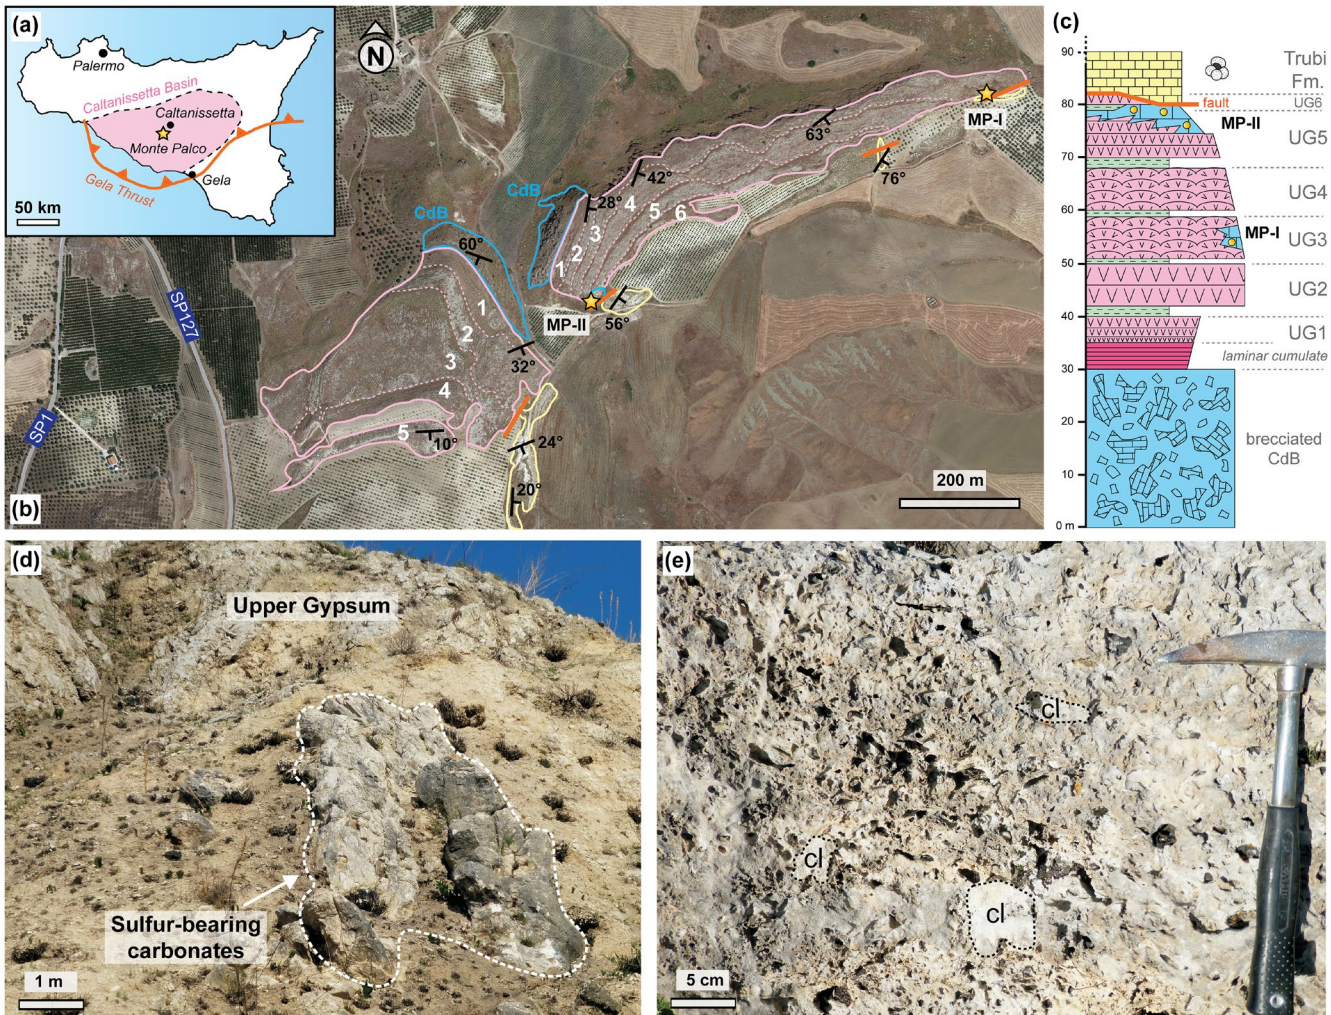 (a)
Palermo
Caltanissetta Basin
Caltanissetta
Monte Palco
Gela Thrust
Gela
50 km
N
SP127
SP1
(b)
CdB
60°
1
2
3
4
5
10°
32°
24°
20°
CdB
28°
42°
63°
76°
56°
1
2
3
4
5
6
MP-I
MP-II
200 m
(c)
90
80
70
60
50
40
30
20
10
0 m
Trubi
Fm.
fault
UG6
MP-II
UG5
UG4
MP-I
UG3
UG2
UG1
laminar cumulate
brecciated
CdB
(d)
Upper Gypsum
Sulfur-bearing
carbonates
1 m
(e)
cl
cl
cl
5 cm